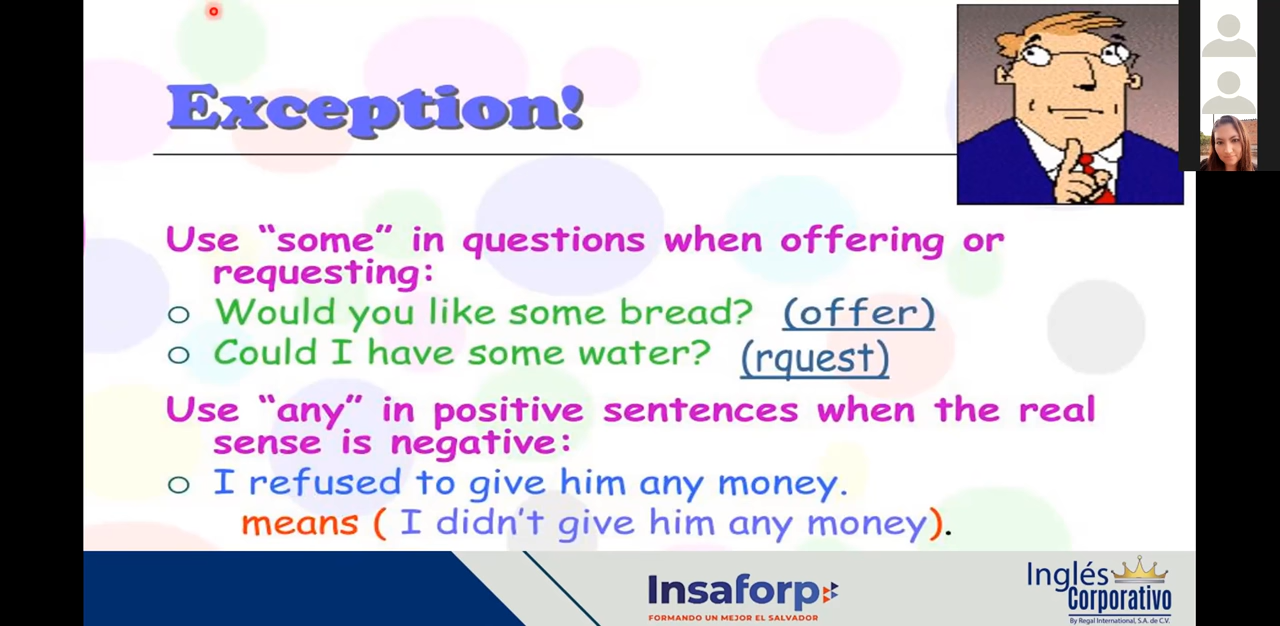 Exception!
Use “some” in questions when offering or
requesting:
Would you like some bread? (offer)
Could I have some water? (rquest)
Use “any” in positive sentences when the real
sense is negative:
I refused to give him any money.
means ( I didn't give him any money).
Insaforp
FORMANDO UN MEJOR EL SALVADOR
Inglés
Corporativo
By Regal International, S.A. de C.V.